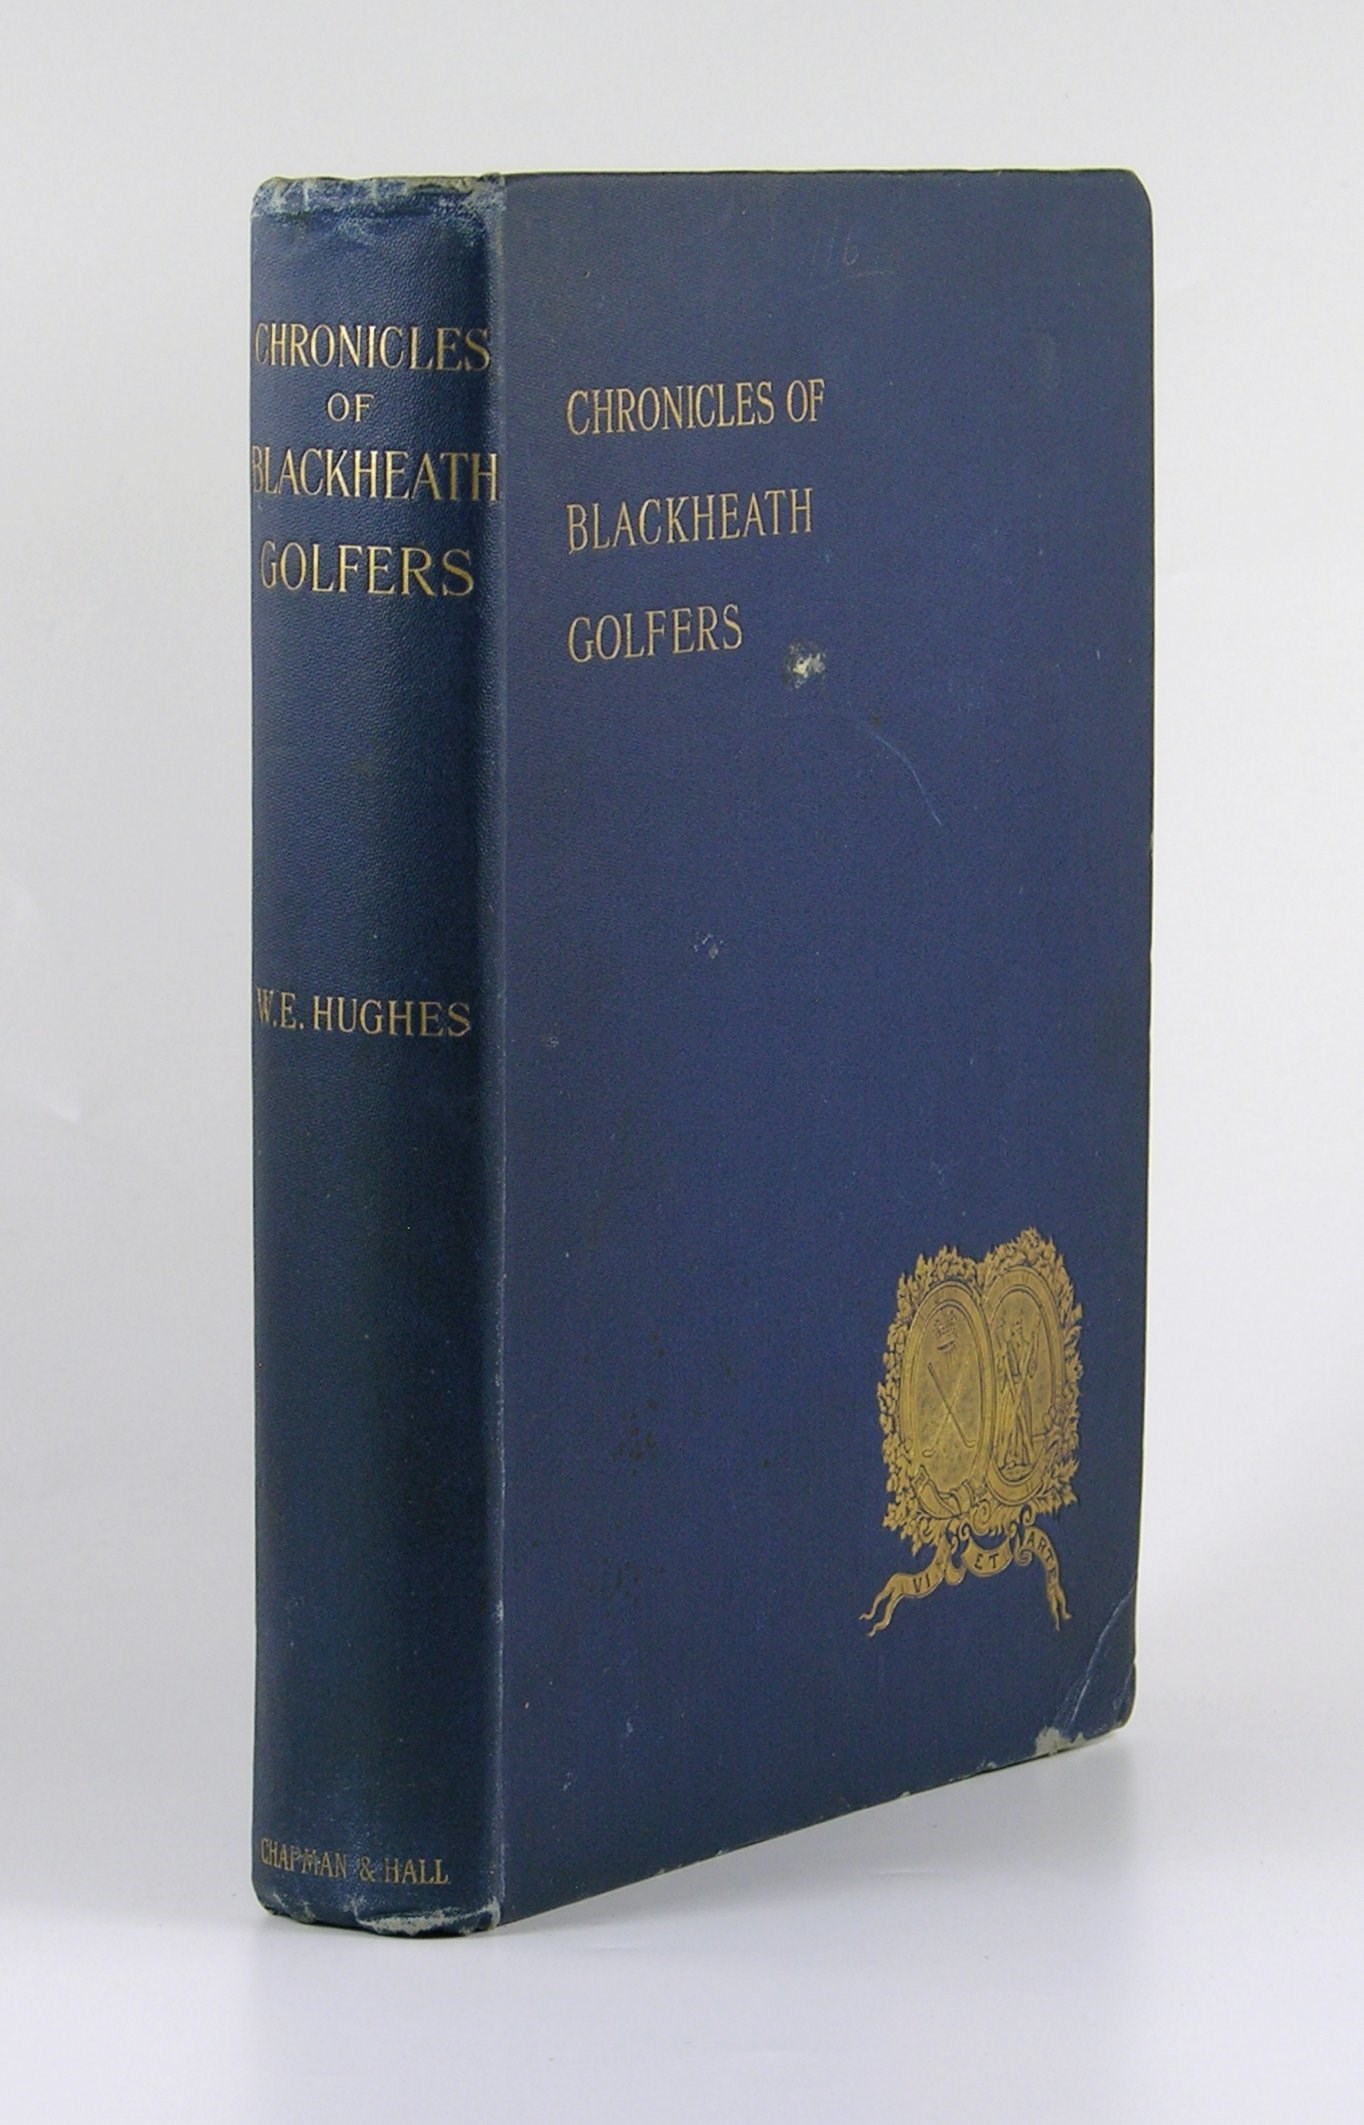 CHRONICLES
OF
BLACKHEATH
GOLFERS
W.E. HUGHES
CHAPMAN & HALL
CHRONICLES OF
BLACKHEATH
GOLFERS
VI ET ARTE